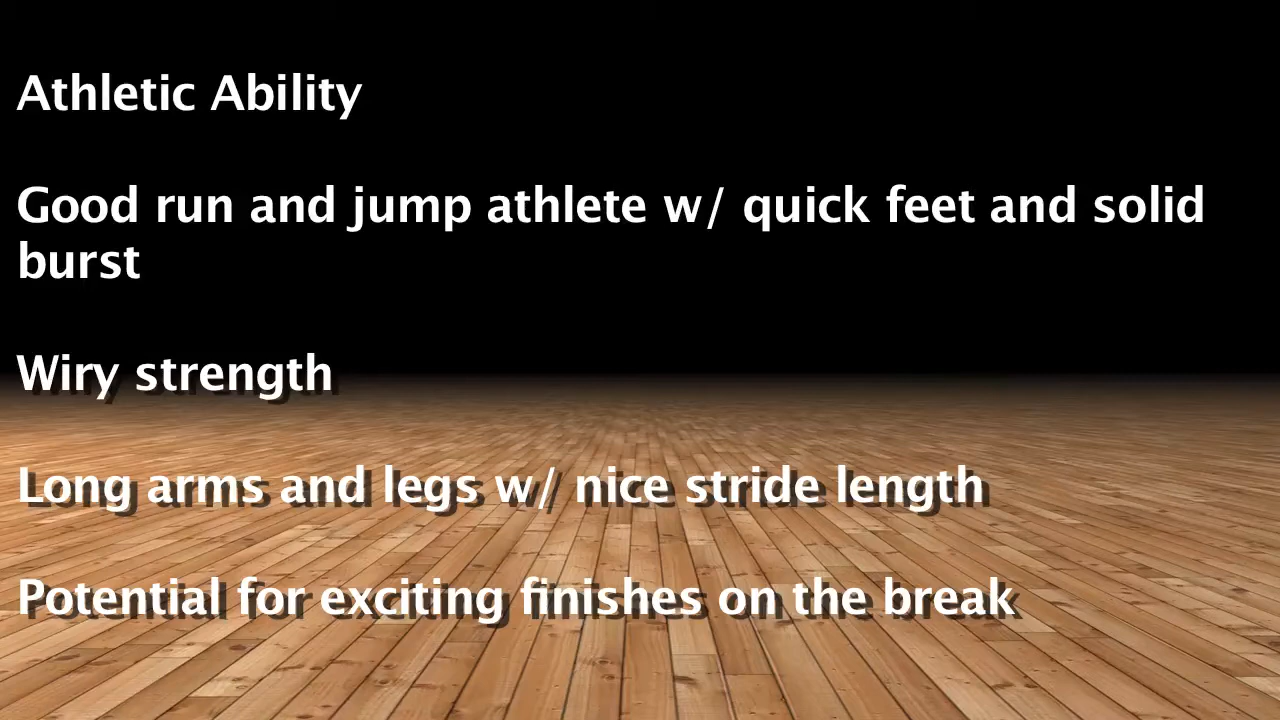 Athletic Ability
Good run and jump athlete w/ quick feet and solid
burst
Wiry strength
Long arms and legs w/ nice stride length
Potential for exciting finishes on the break